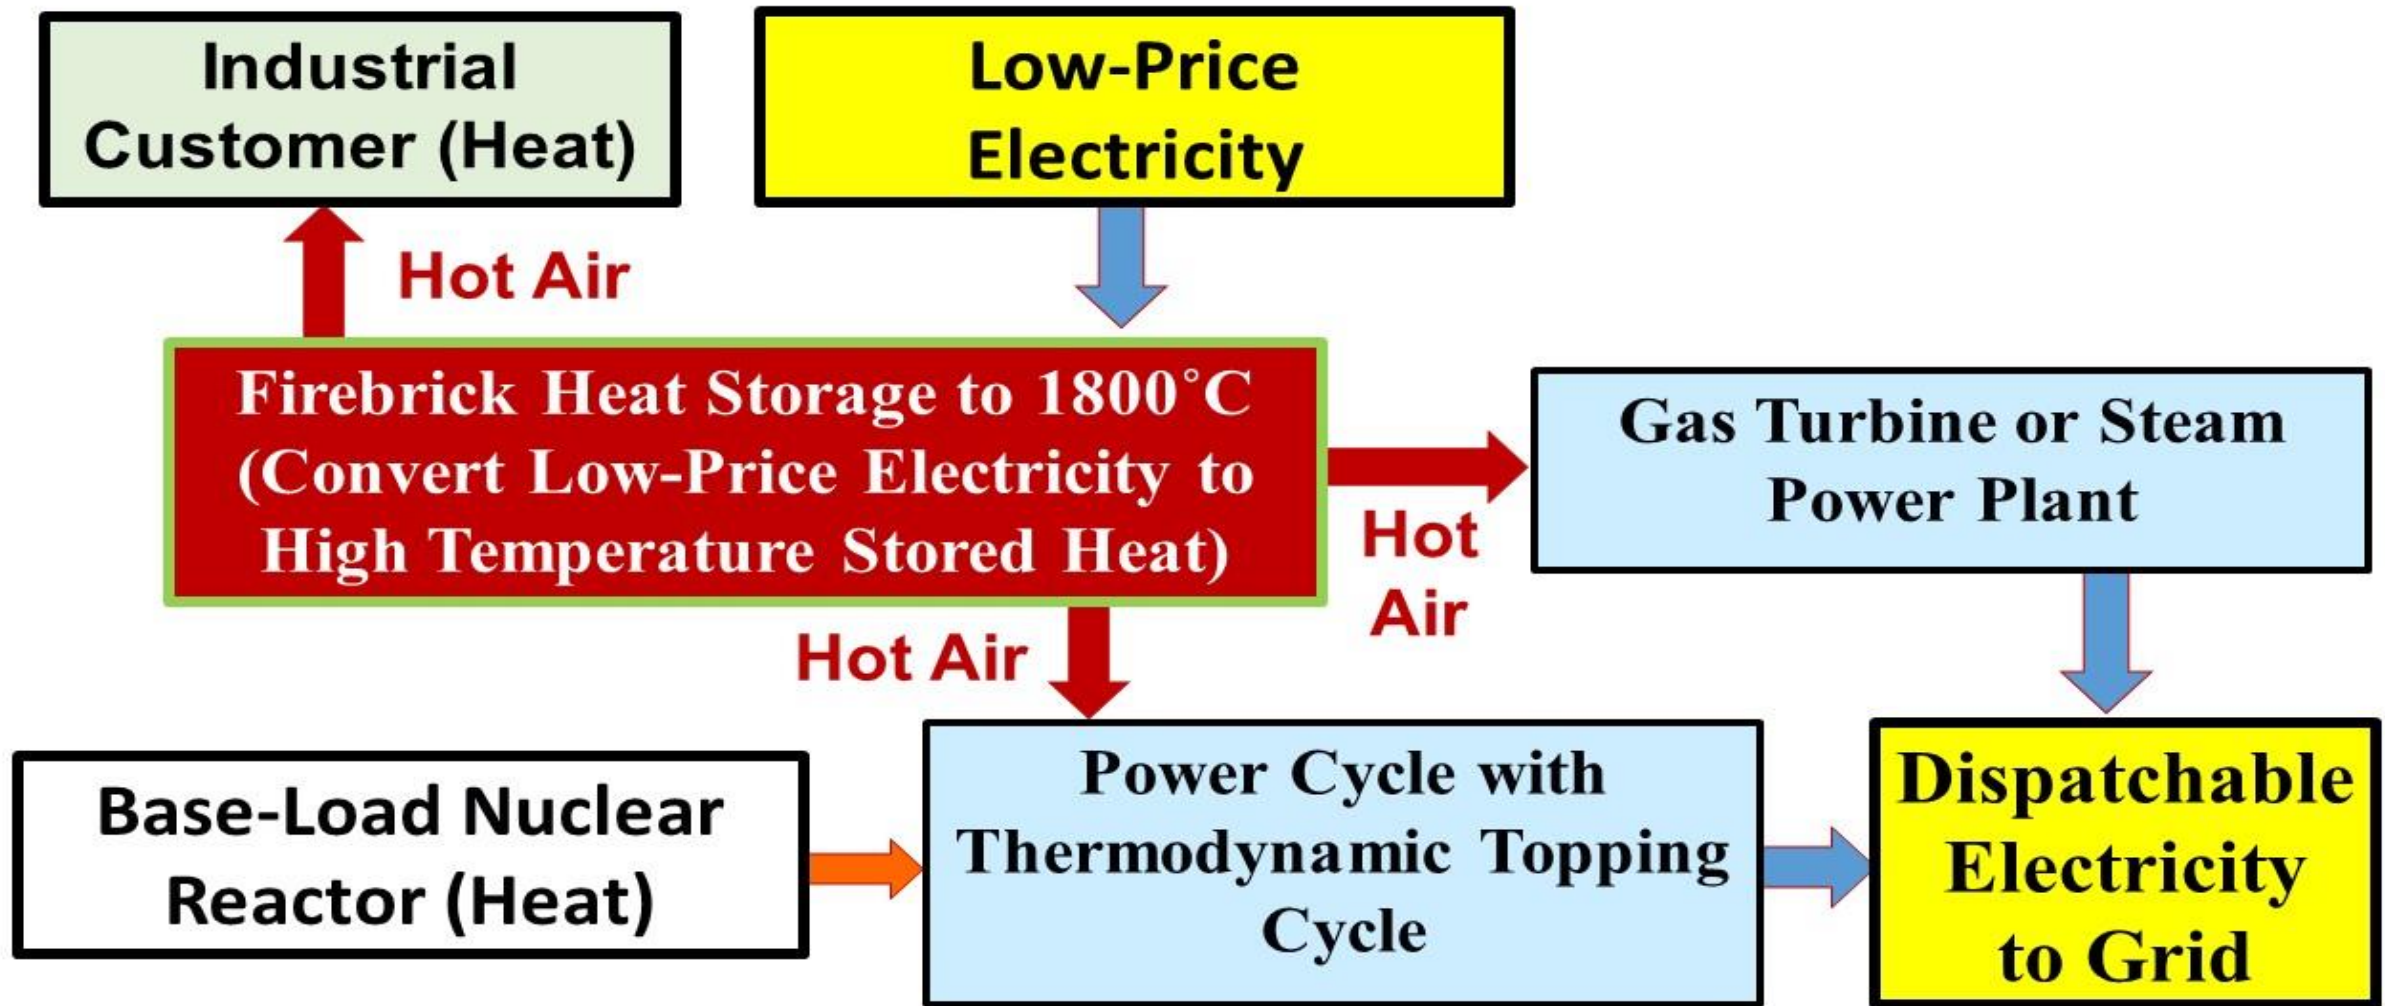 Industrial
Customer (Heat)
Low-Price
Electricity
Hot Air
Firebrick Heat Storage to 1800°C
(Convert Low-Price Electricity to
High Temperature Stored Heat)
Gas Turbine or Steam
Power Plant
Hot
Air
Hot Air
Base-Load Nuclear
Reactor (Heat)
Power Cycle with
Thermodynamic Topping
Cycle
Dispatchable
Electricity
to Grid